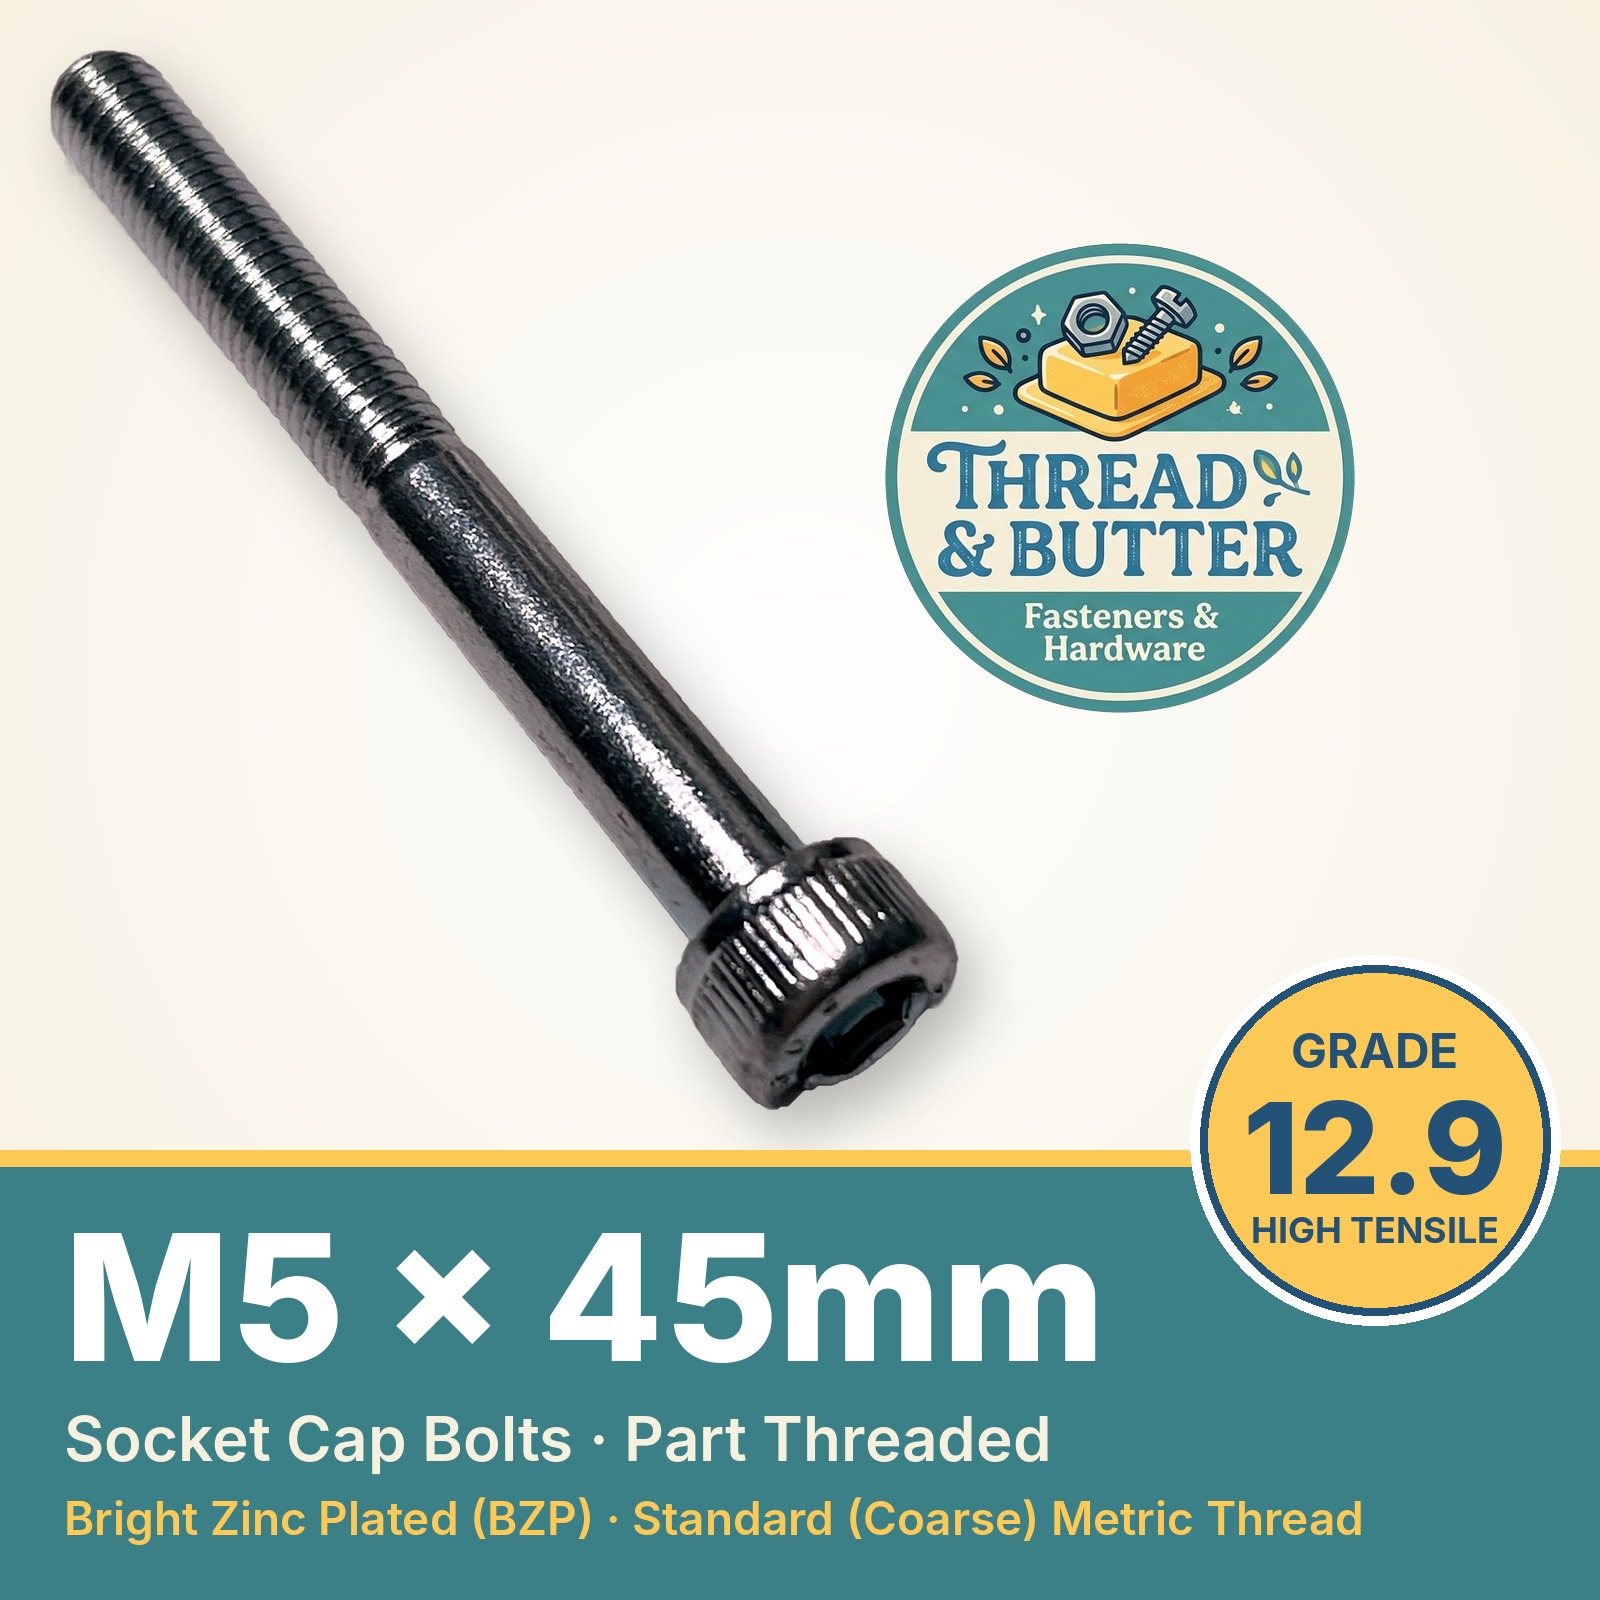 THREAD
& BUTTER
Fasteners &
Hardware
GRADE
12.9
HIGH TENSILE
M5 × 45mm
Socket Cap Bolts · Part Threaded
Bright Zinc Plated (BZP) · Standard (Coarse) Metric Thread